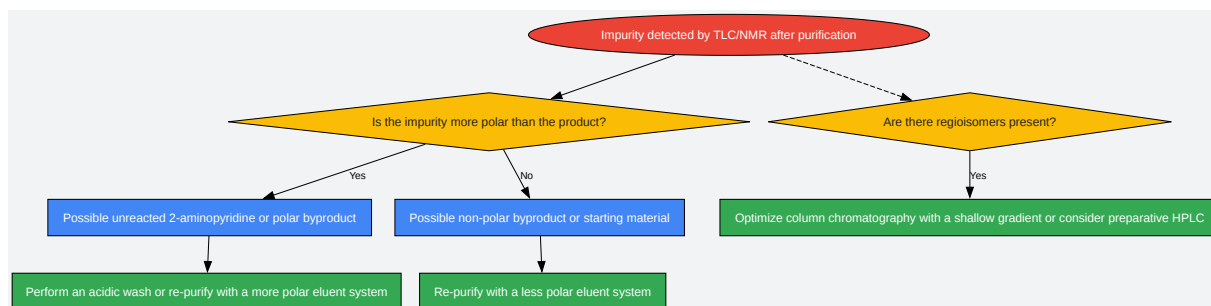 Impurity detected by TLC/NMR after purification
Is the impurity more polar than the product?
Are there regioisomers present?
Yes
No
Yes
Possible unreacted 2-aminopyridine or polar byproduct
Possible non-polar byproduct or starting material
Optimize column chromatography with a shallow gradient or consider preparative HPLC
Perform an acidic wash or re-purify with a more polar eluent system
Re-purify with a less polar eluent system